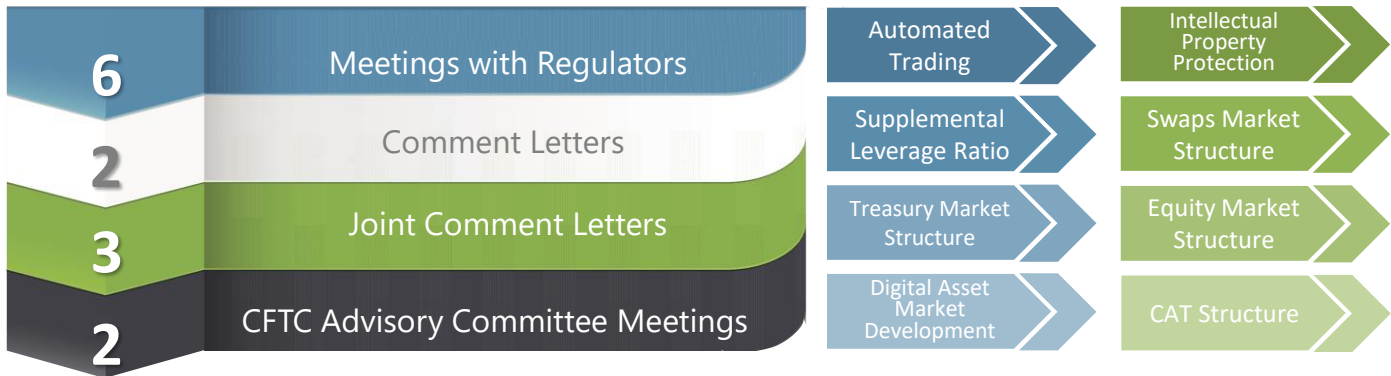 6
Meetings with Regulators
2
Comment Letters
3
Joint Comment Letters
2
CFTC Advisory Committee Meetings
Automated
Trading
Supplemental
Leverage Ratio
Treasury Market
Structure
Digital Asset
Market
Development
Intellectual
Property
Protection
Swaps Market
Structure
Equity Market
Structure
CAT Structure